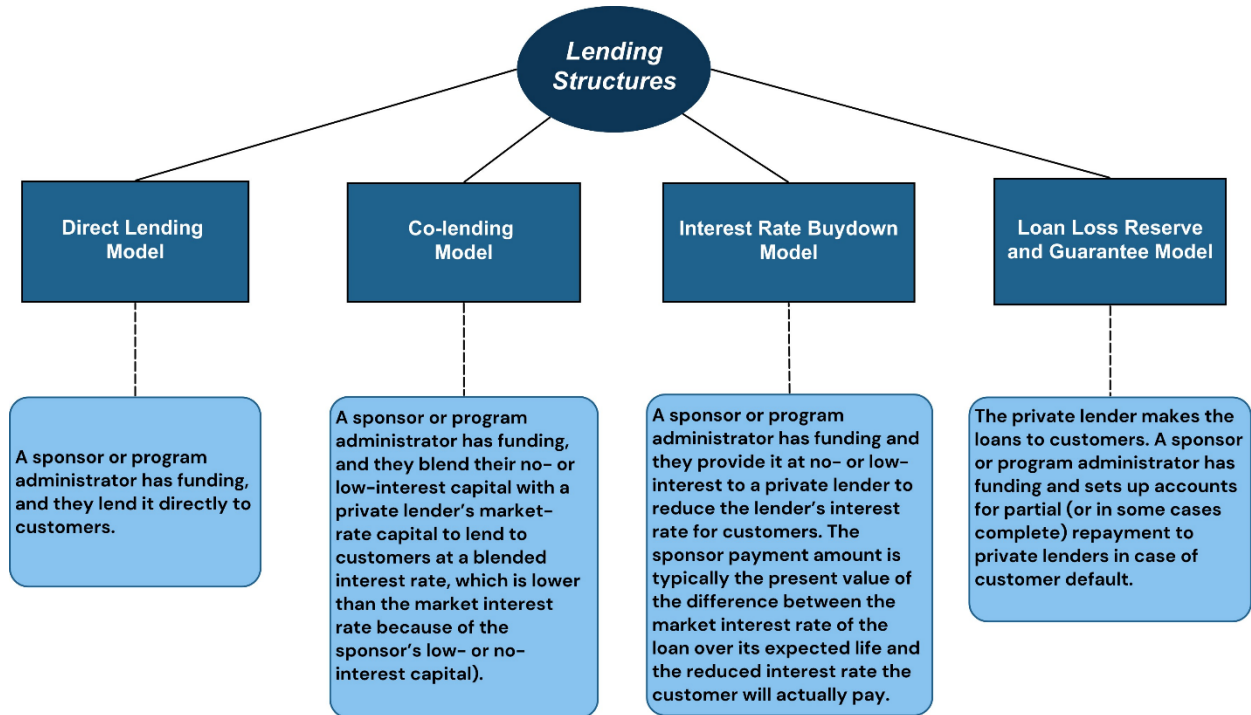 Lending
Structures
Direct Lending
Model
Co-lending
Model
Interest Rate Buydown
Model
Loan Loss Reserve
and Guarantee Model
A sponsor or program
administrator has funding,
and they lend it directly to
customers.
A sponsor or program
administrator has funding,
and they blend their no- or
low-interest capital with a
private lender's market-
rate capital to lend to
customers at a blended
interest rate, which is lower
than the market interest
rate because of the
sponsor's low- or no-
interest capital).
A sponsor or program
administrator has funding and
they provide it at no- or low-
interest to a private lender to
reduce the lender's interest
rate for customers. The
sponsor payment amount is
typically the present value of
the difference between the
market interest rate of the
loan over its expected life and
the reduced interest rate the
customer will actually pay.
The private lender makes the
loans to customers. A sponsor
or program administrator has
funding and sets up accounts
for partial (or in some cases
complete) repayment to
private lenders in case of
customer default.